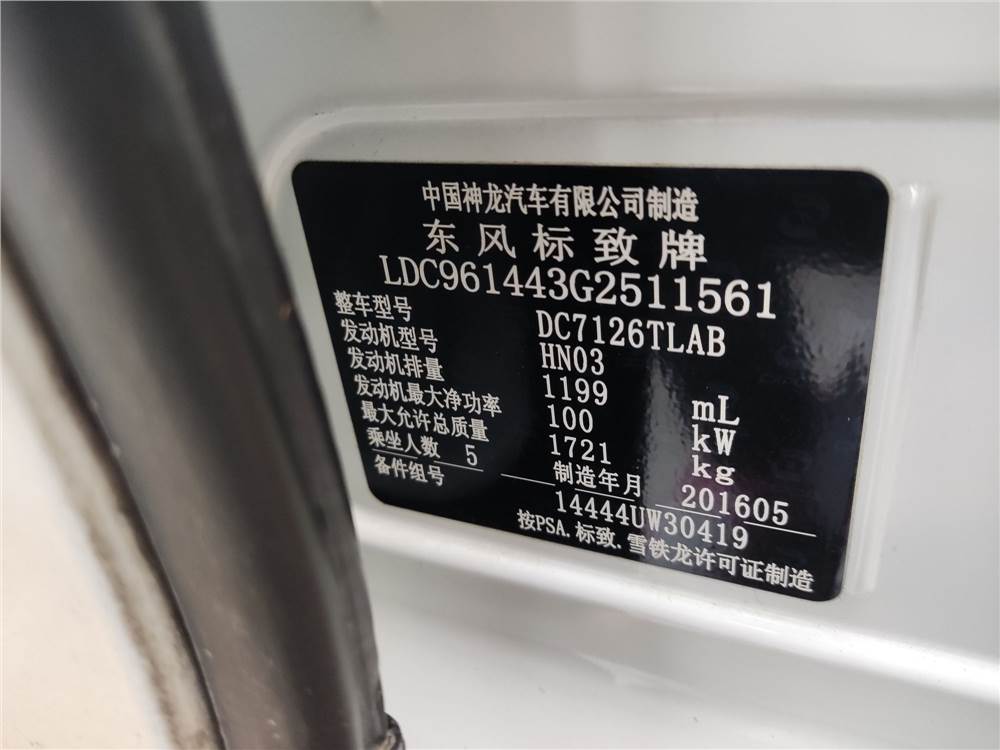 中国神龙汽车有限公司制造
东风标致牌
LDC961443G2511561
整车型号 DC7126TLAB
发动机型号 HN03
发动机排量 1199 mL
发动机最大净功率 100 kW
最大允许总质量 1721 kg
乘坐人数 5 制造年月 201605
备件组号 14444UW30419
按PSA.标致.雪铁龙许可证制造